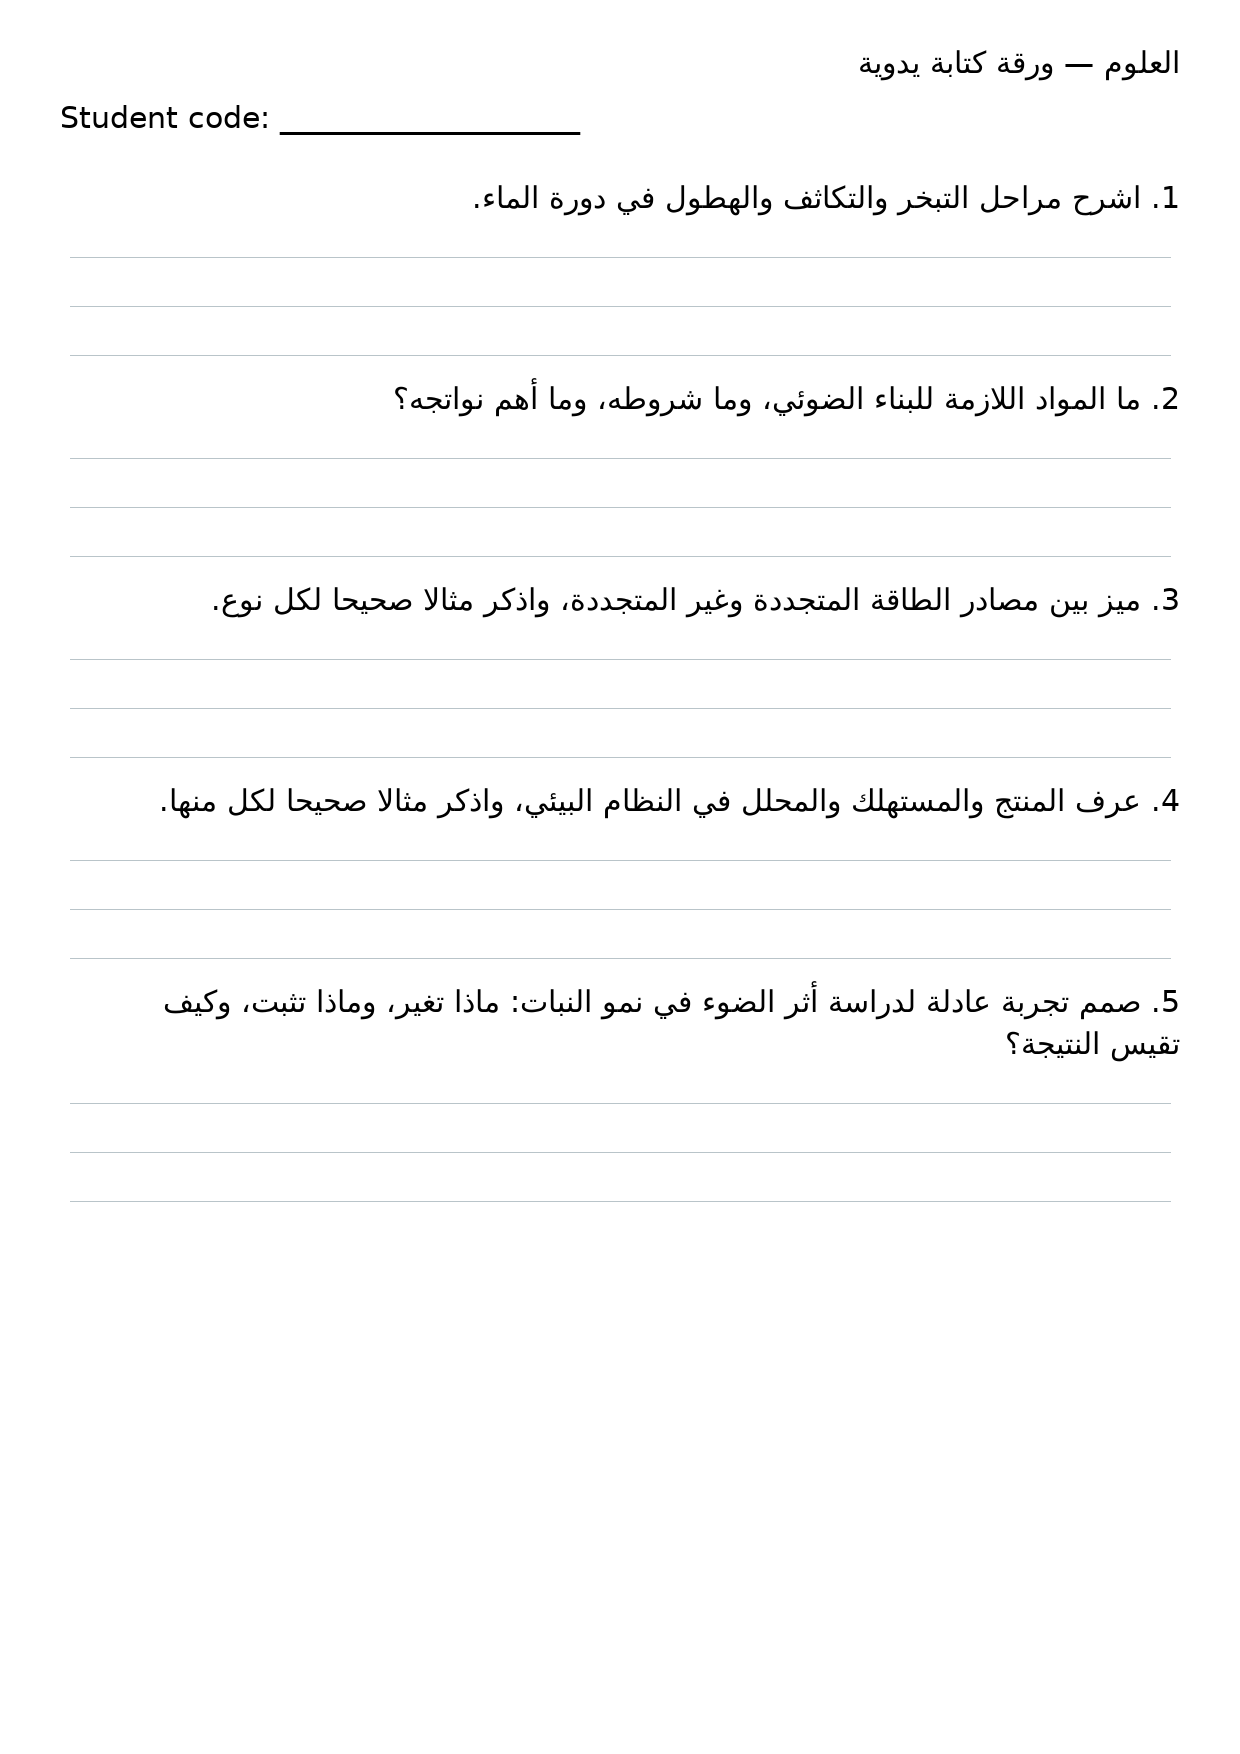 العلوم — ورقة كتابة يدوية
Student code: ____________________
1. اشرح مراحل التبخر والتكاثف والهطول في دورة الماء.
2. ما المواد اللازمة للبناء الضوئي، وما شروطه، وما أهم نواتجه؟
3. ميز بين مصادر الطاقة المتجددة وغير المتجددة، واذكر مثالا صحيحا لكل نوع.
4. عرف المنتج والمستهلك والمحلل في النظام البيئي، واذكر مثالا صحيحا لكل منها.
5. صمم تجربة عادلة لدراسة أثر الضوء في نمو النبات: ماذا تغير، وماذا تثبت، وكيف
تقيس النتيجة؟